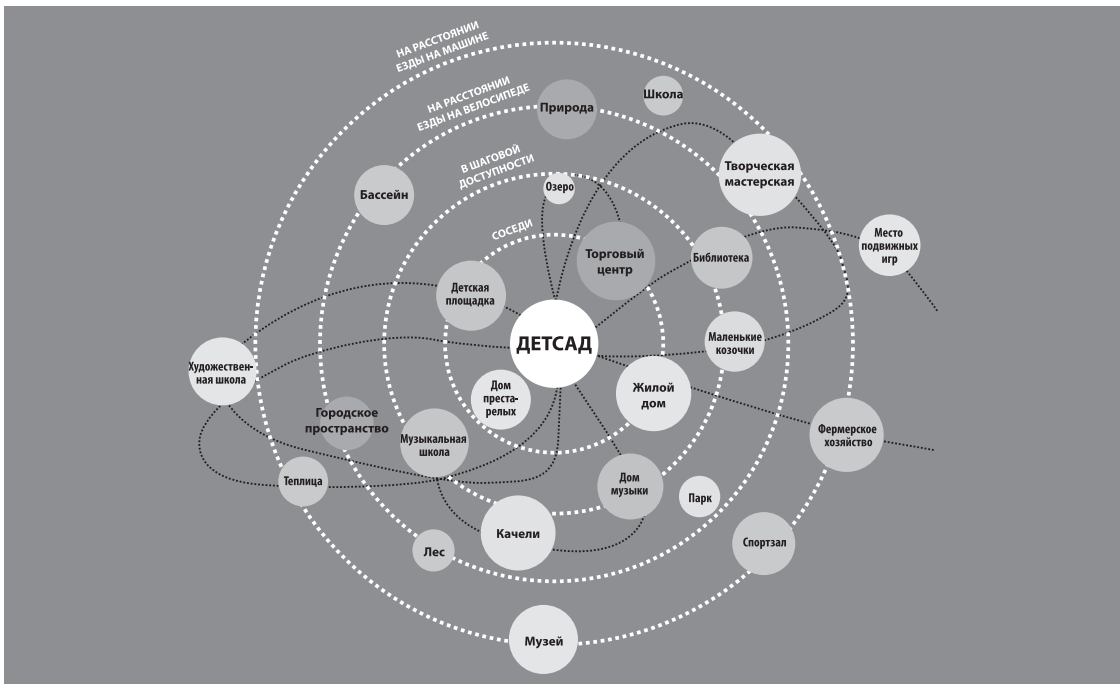 НА РАССТОЯНИИ
ЕЗДЫ НА МАШИНЕ
НА РАССТОЯНИИ
ЕЗДЫ НА ВЕЛОСИПЕДЕ
В ШАГОВОЙ
ДОСТУПНОСТИ
СОСЕДИ
Школа
Природа
Творческая
мастерская
Бассейн
Озеро
Место
подвижных
игр
Торговый
центр
Библиотека
Детская
площадка
ДЕТСАД
Маленькие
козочки
Художествен-
ная школа
Дом
преста-
релых
Жилой
дом
Городское
пространство
Музыкальная
школа
Фермерское
хозяйство
Теплица
Дом
музыки
Парк
Качели
Лес
Спортзал
Музей